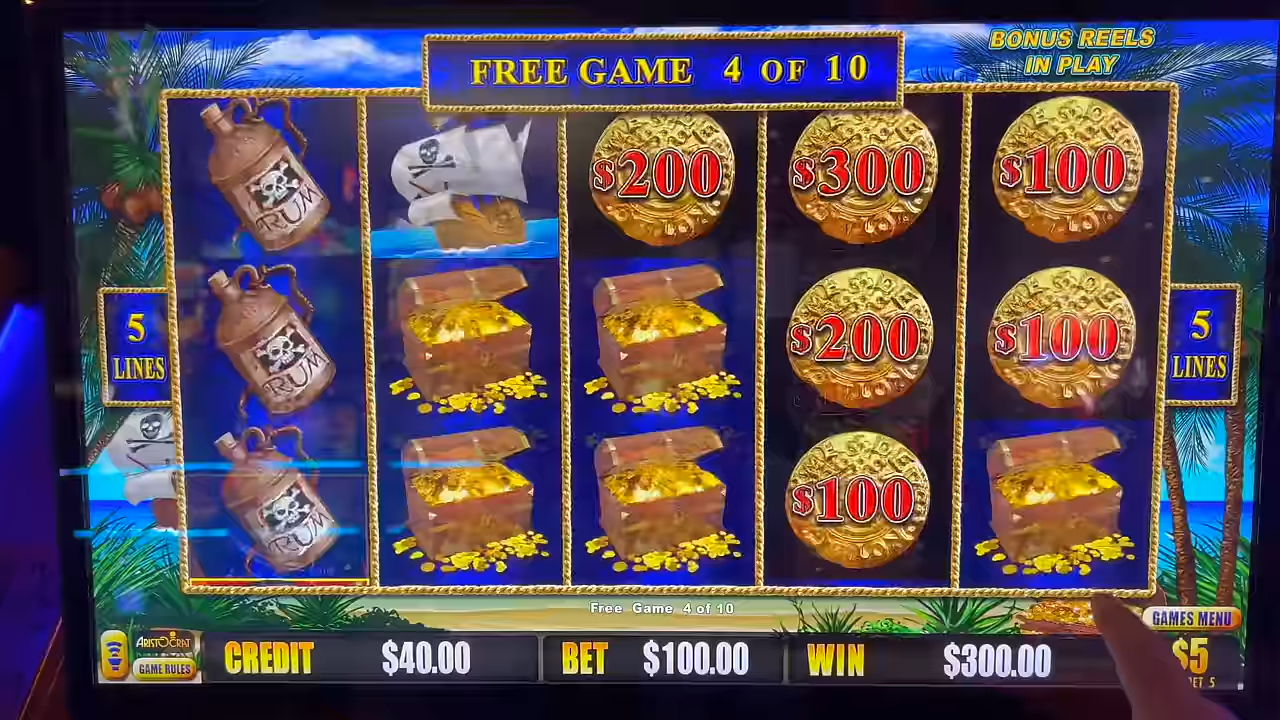 BONUS REELS
IN PLAY
FREE GAME 4 OF 10
$200
$300
$100
RUM
5
LINES
RUM
$200
$100
5
LINES
RUM
$100
Free Game 4 of 10
GAMES MENU
ARISTOCRAT
GAME RULES
CREDIT $40.00
BET $100.00
WIN $300.00
$5
BET 5